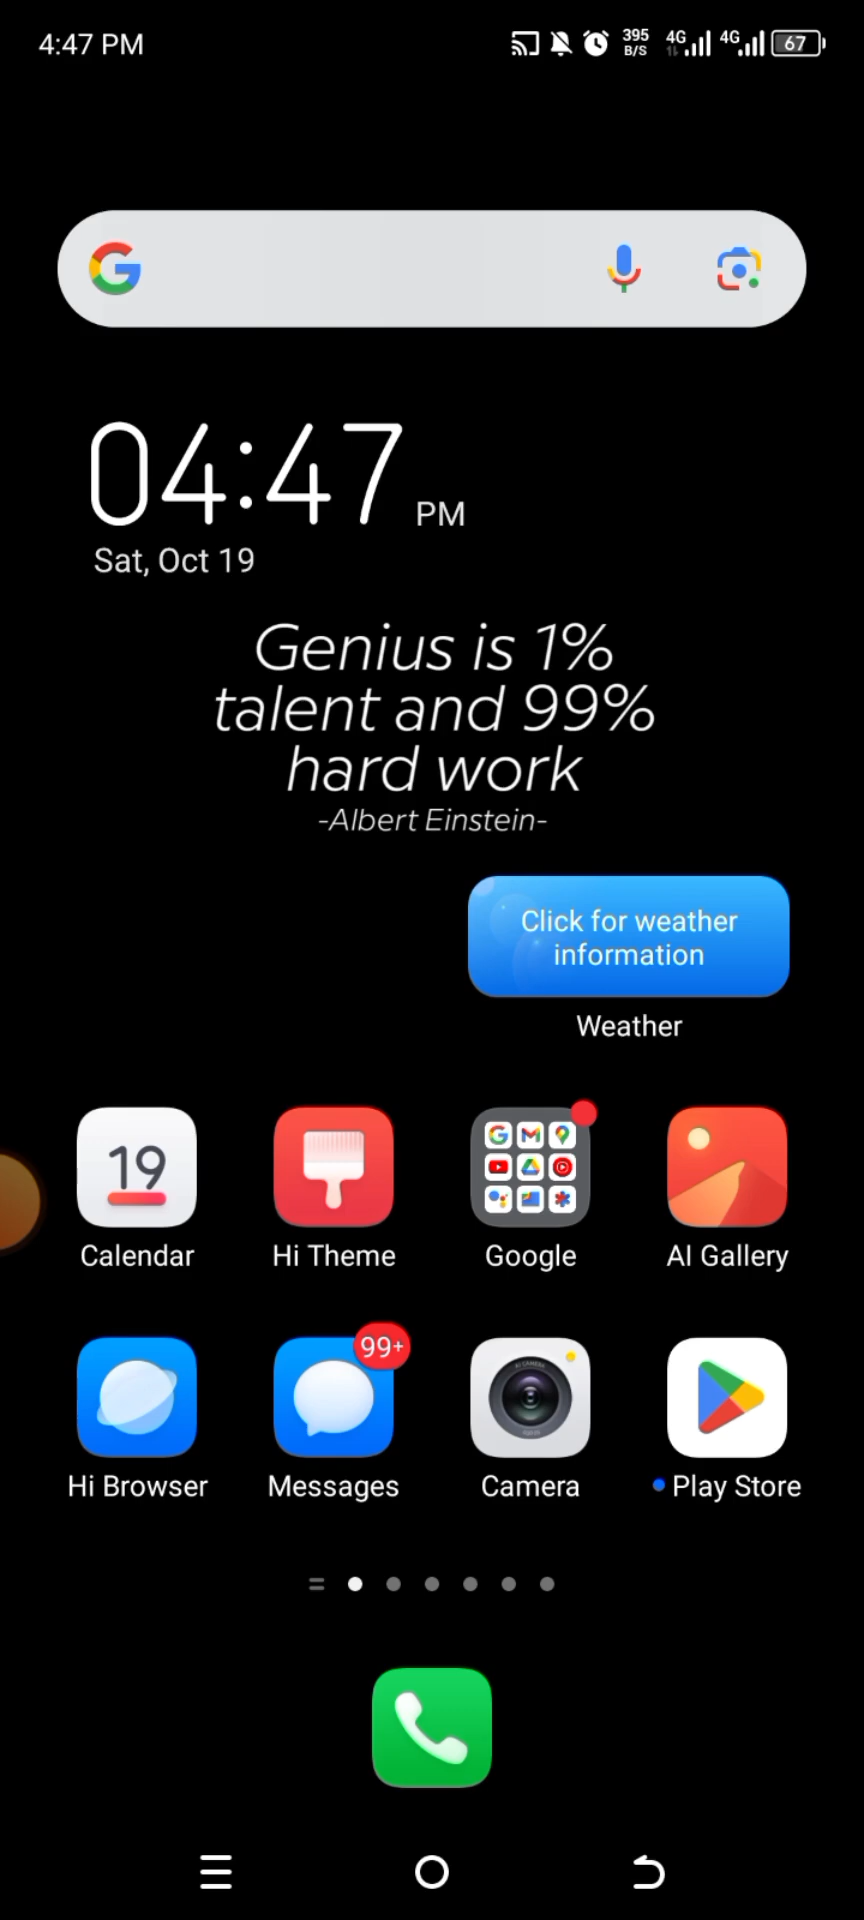 4:47 PM
395
B/S
4G
4G
67
04:47 PM
Sat, Oct 19
Genius is 1%
talent and 99%
hard work
-Albert Einstein-
Click for weather
information
Weather
19
Calendar
Hi Theme
Google
AI Gallery
99+
Hi Browser
Messages
Camera
Play Store